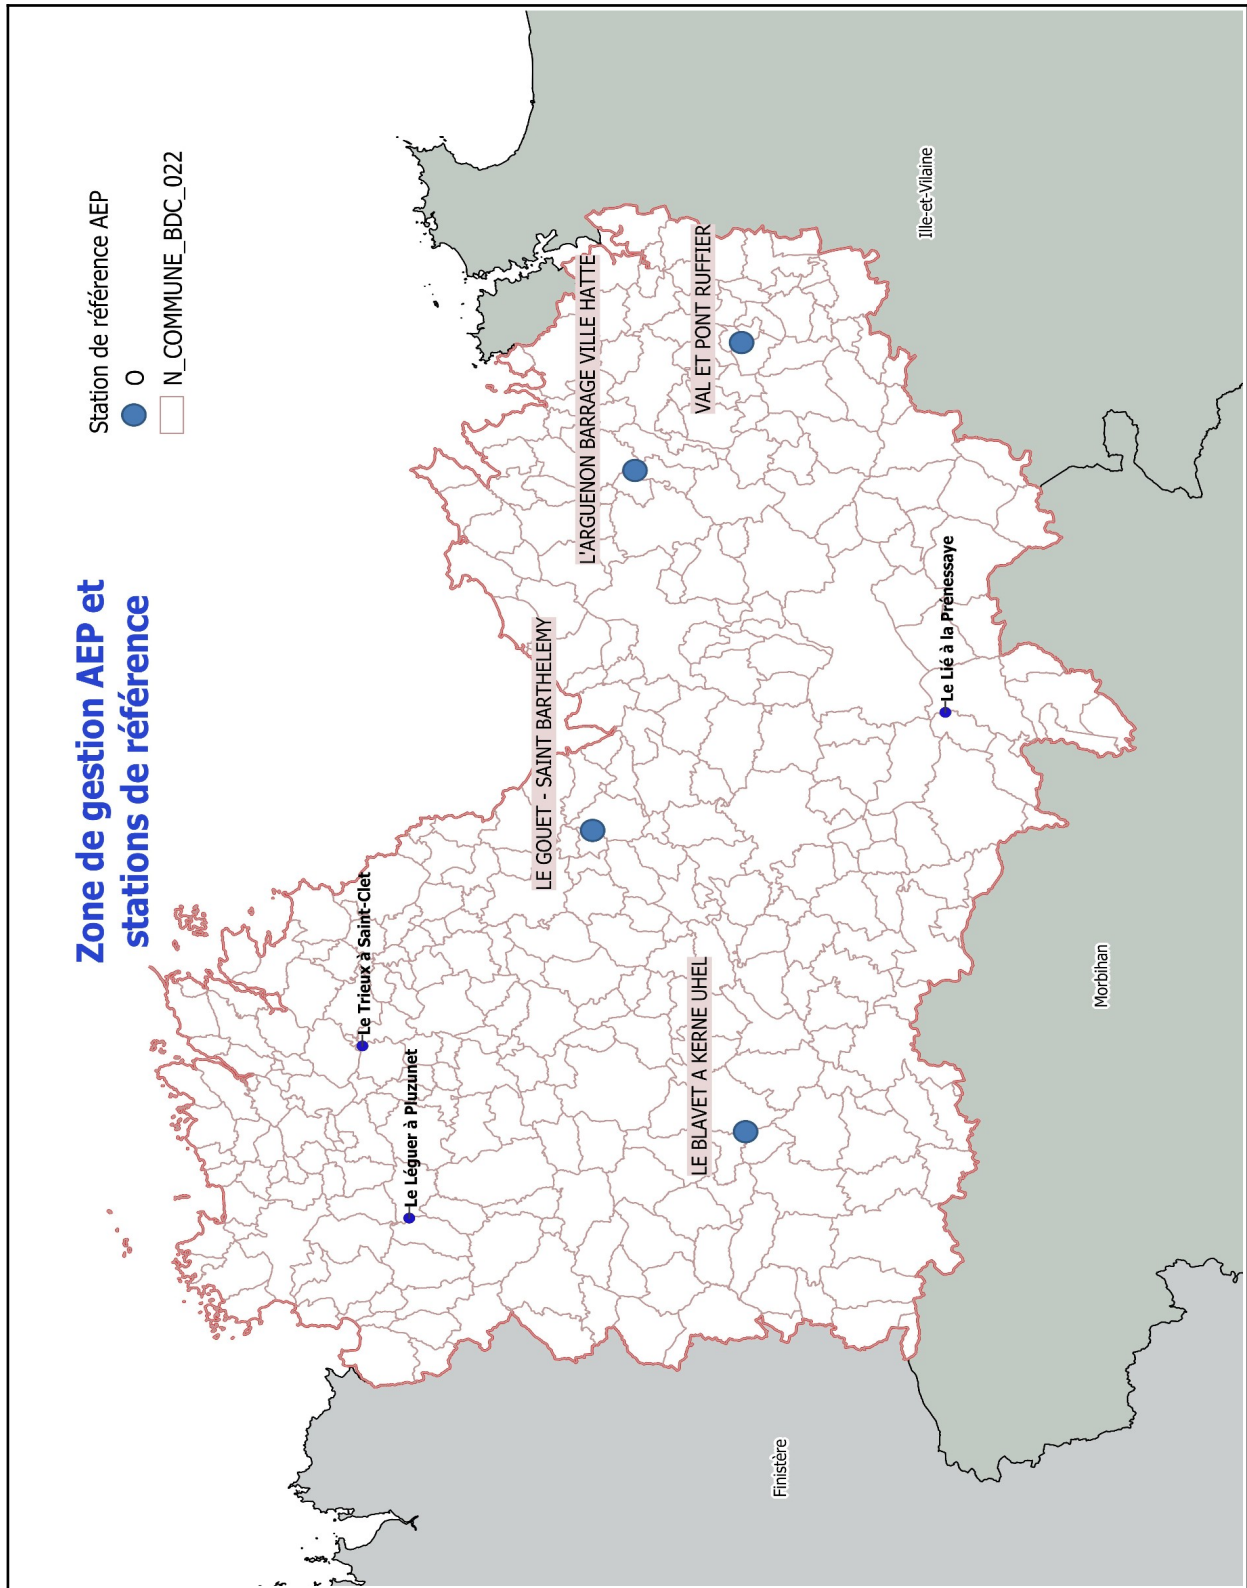 Zone de gestion AEP et
stations de référence
Station de référence AEP
O
N_COMMUNE_BDC_022
Le Trieux à Saint-Clet
Le Léguer à Pluzunet
LE GOUET - SAINT BARTHELEMY
L'ARGUENON BARRAGE VILLE HATTE
VAL ET PONT RUFFIER
LE BLAVET A KERNE UHEL
Le Lié à la Prénessaye
Finistère
Morbihan
Ille-et-Vilaine